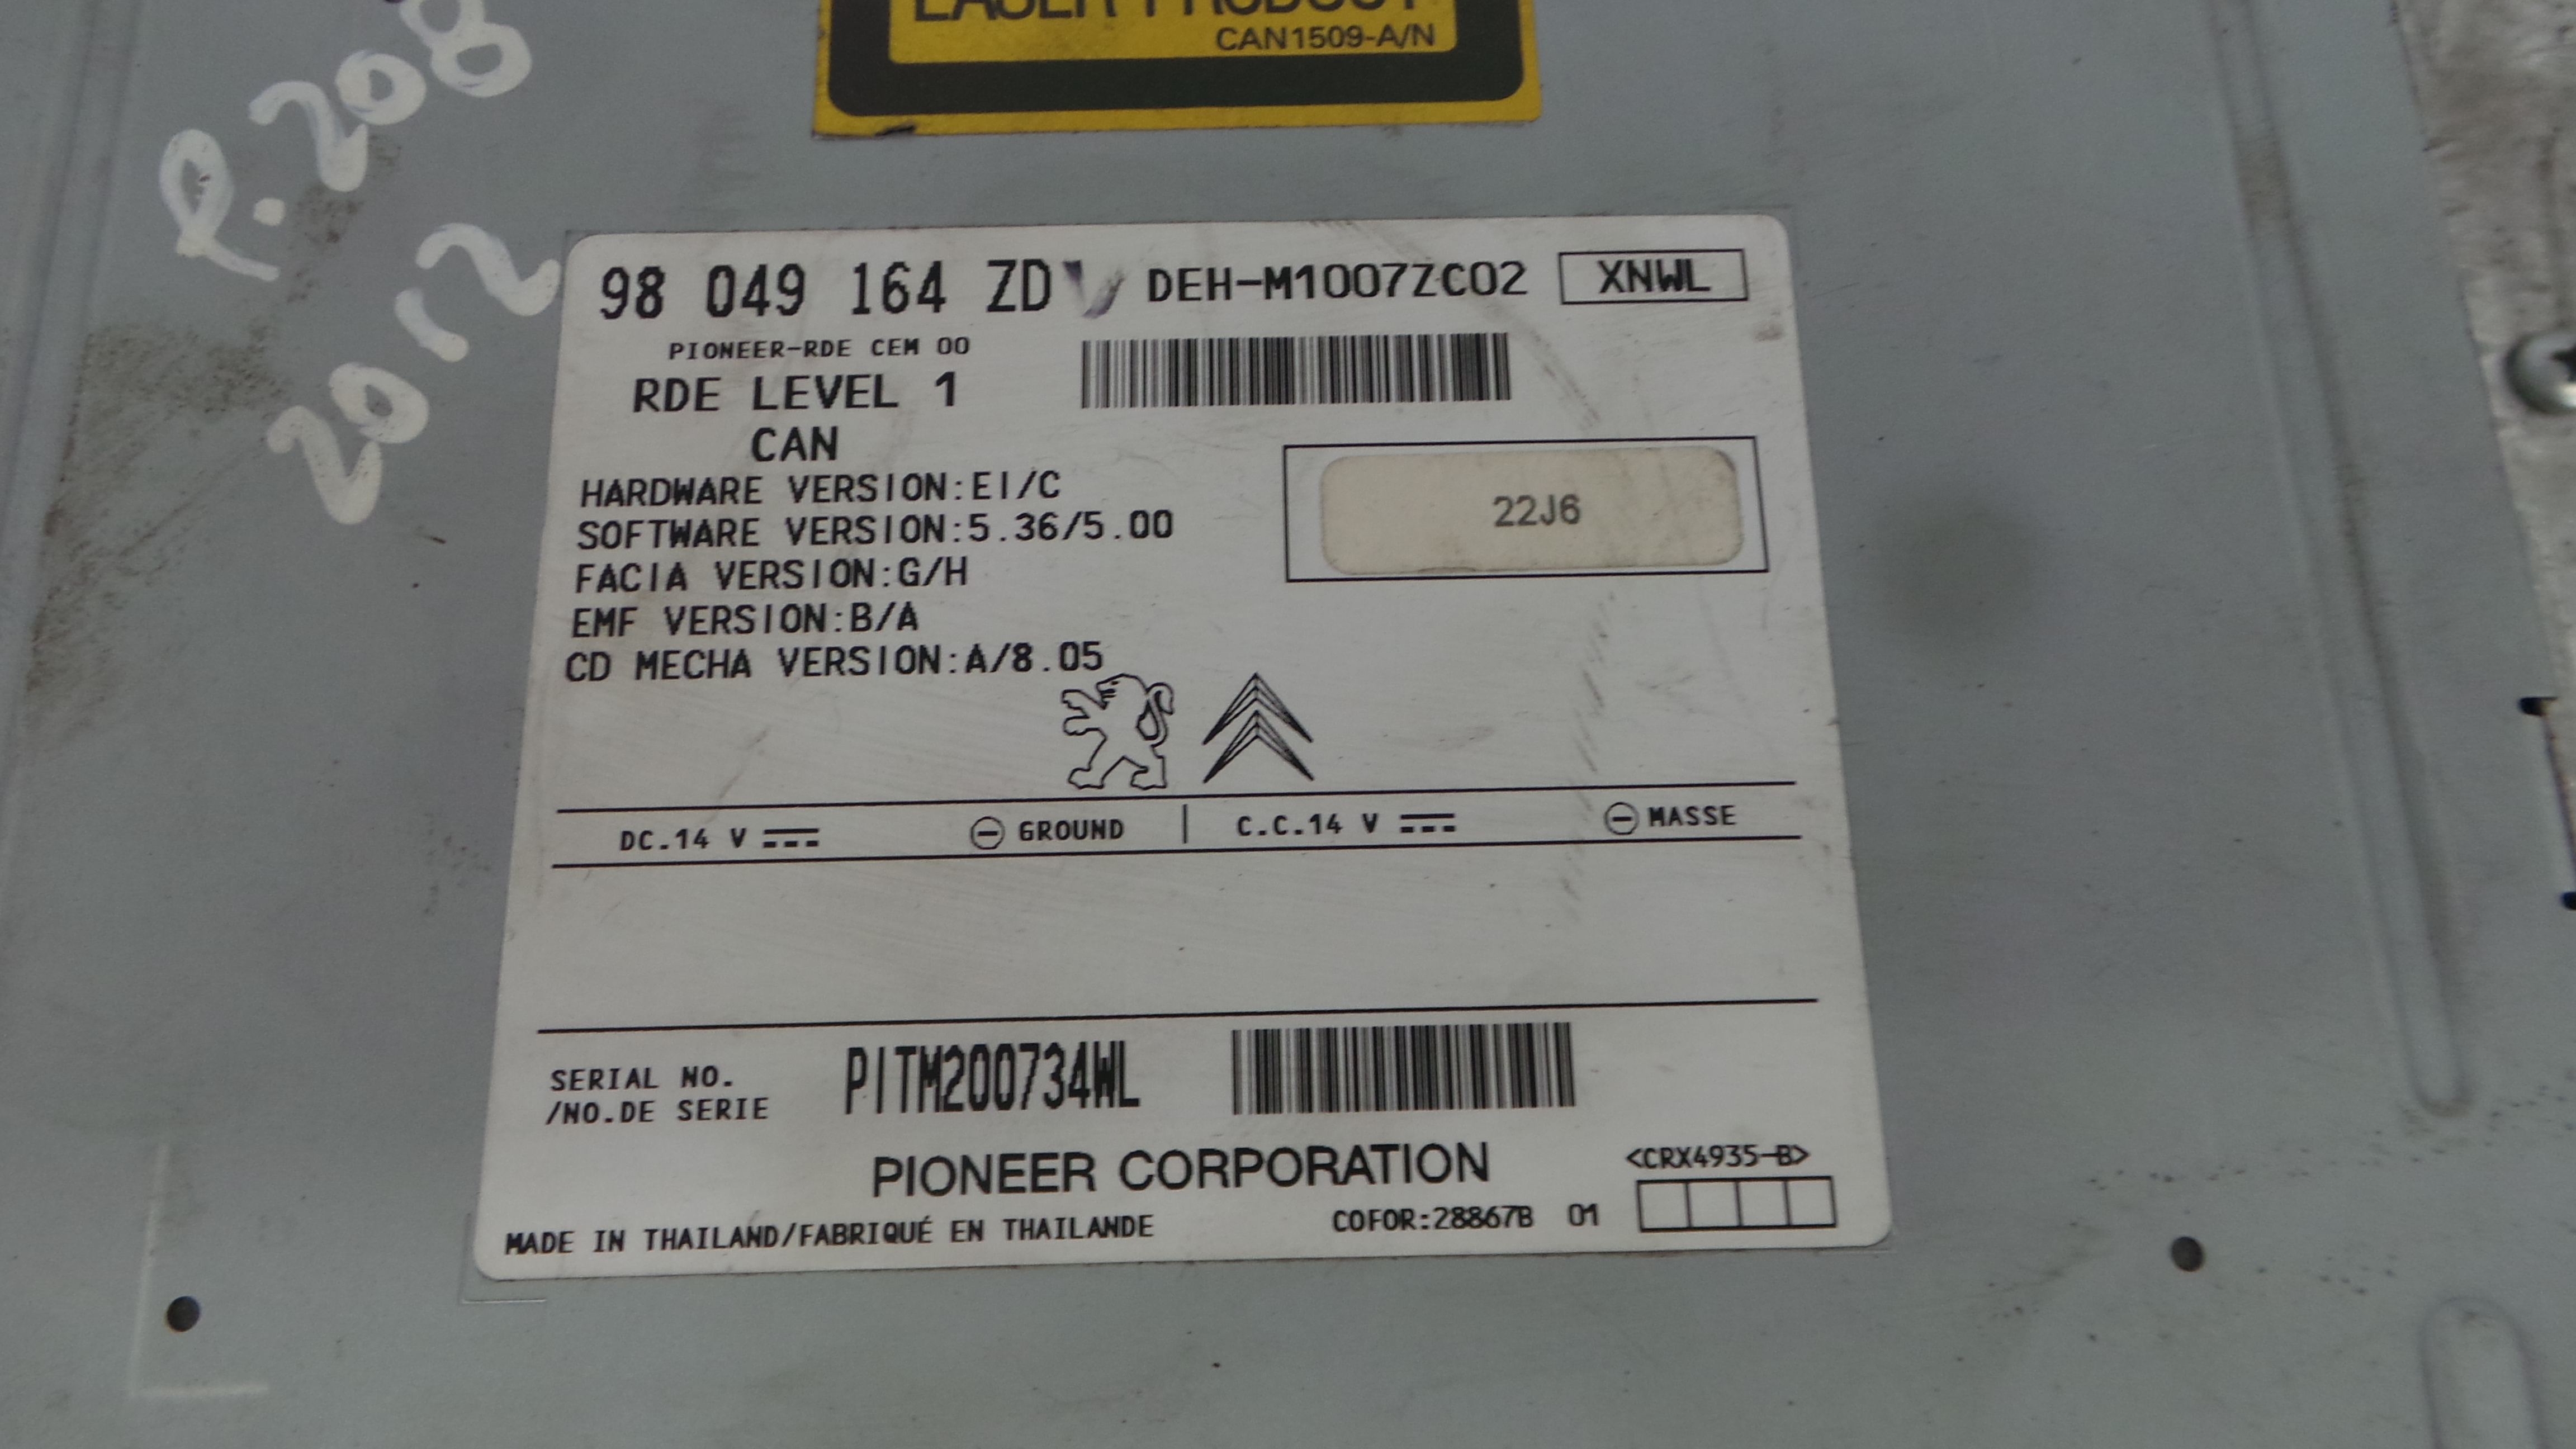 LASER PRODUCT
CAN1509-A/N
P.208
2012
98 049 164 ZD DEH-M1007ZC02 XNWL
PIONEER-RDE CEM 00
RDE LEVEL 1
CAN
HARDWARE VERSION:EI/C
SOFTWARE VERSION:5.36/5.00
22J6
FACIA VERSION:G/H
EMF VERSION:B/A
CD MECHA VERSION:A/8.05
DC.14 V ⊖ GROUND | C.C.14 V ⊖ MASSE
SERIAL NO.
/NO.DE SERIE
PITM200734WL
PIONEER CORPORATION
<CRX4935-B>
MADE IN THAILAND/FABRIQUÉ EN THAILANDE COFOR:28867B 01